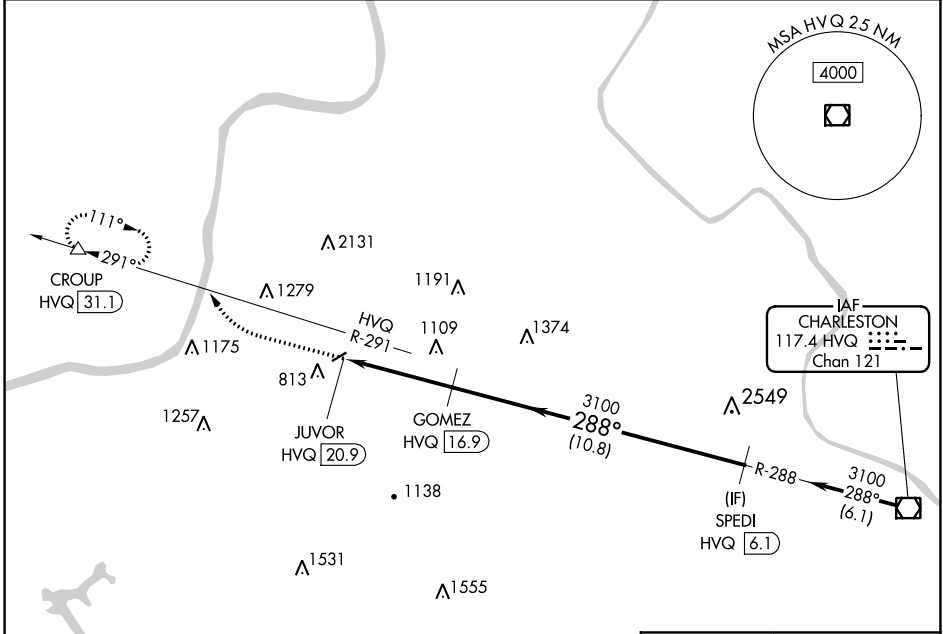 MSA HVQ 25 NM
4000
111°
291°
CROUP
HVQ 31.1
2131
1279
1191
HVQ
R-291
1109
1374
1175
813
1257
JUVOR
HVQ 20.9
GOMEZ
HVQ 16.9
3100
288°
(10.8)
2549
IAF
CHARLESTON
117.4 HVQ
Chan 121
R-288
3100
288°
(6.1)
(IF)
SPEDI
HVQ 6.1
1138
1531
1555